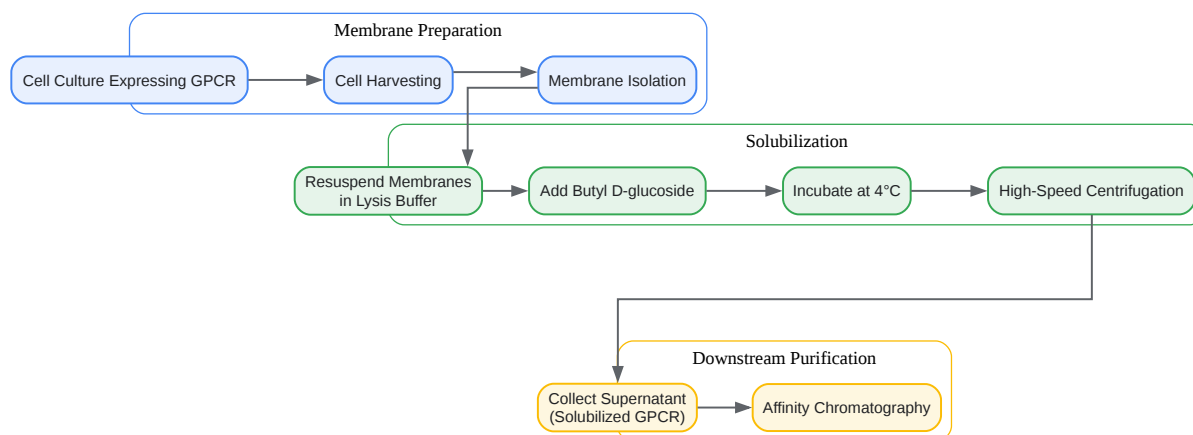 Membrane Preparation
Cell Culture Expressing GPCR
Cell Harvesting
Membrane Isolation
Solubilization
Resuspend Membranes
in Lysis Buffer
Add Butyl D-glucoside
Incubate at 4°C
High-Speed Centrifugation
Downstream Purification
Collect Supernatant
(Solubilized GPCR)
Affinity Chromatography